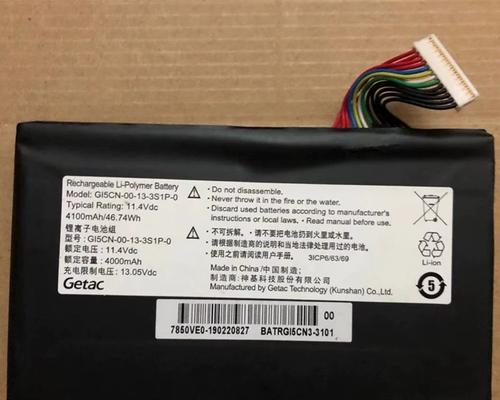 Rechargeable Li-Polymer Battery
Model: GI5CN-00-13-3S1P-0
Typical Rating: 11.4Vdc
4100mAh/46.74Wh
锂离子电池组
型号: GI5CN-00-13-3S1P-0
额定电压: 11.4Vdc
额定容量: 4000mAh
充电限制电压: 13.05Vdc
Getac
• Do not disassemble.
• Never throw it in the fire or the water.
• Discard used batteries according to manufacturer's
instructions or local laws. • Read manual before use.
• 不可拆解。 • 请不要把电池扔到火里或水里。
• 请根据制造商的说明或当地法律扔掉用过的电池。
• 使用之前请阅读用户手册。
3ICP6/63/69
Made in China / 中国制造
制造商: 神基科技股份有限公司
Manufactured by Getac Technology (Kunshan) Co.,Ltd.
Li-ion
5
00
7850VE0-190220827 BATRGI5CN3-3101